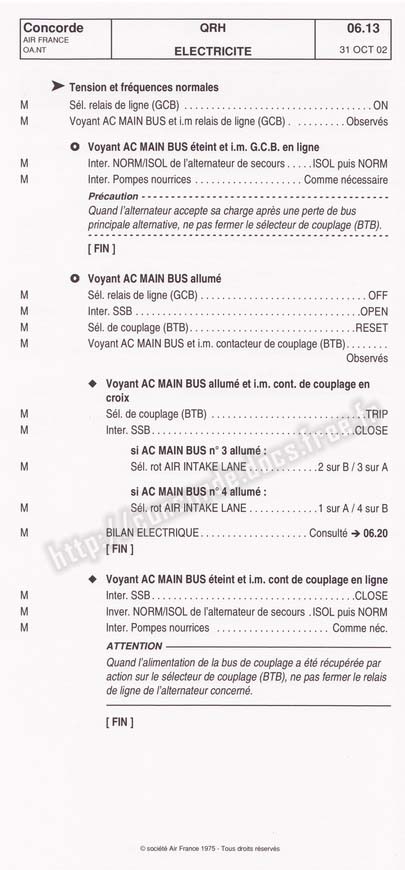 Concorde QRH 06.13
AIR FRANCE
OA.NT ELECTRICITE 31 OCT 02
➤ Tension et fréquences normales
M Sél. relais de ligne (GCB) . . . . . . . . . . . . . . . . . . . . . . . . . . . . . . . . ON
M Voyant AC MAIN BUS et i.m relais de ligne (GCB) . . . . . . . . . . Observés
Voyant AC MAIN BUS éteint et i.m. G.C.B. en ligne
M Inter. NORM/ISOL de l'alternateur de secours . . . . . ISOL puis NORM
M Inter. Pompes nourrices . . . . . . . . . . . . . . . . . . Comme nécessaire
Précaution
Quand l'alternateur accepte sa charge après une perte de bus
principale alternative, ne pas fermer le sélecteur de couplage (BTB).
[ FIN ]
Voyant AC MAIN BUS allumé
M Sél. relais de ligne (GCB) . . . . . . . . . . . . . . . . . . . . . . . . . . . . OFF
M Inter. SSB . . . . . . . . . . . . . . . . . . . . . . . . . . . . . . . . . . . . . . OPEN
M Sél. de couplage (BTB). . . . . . . . . . . . . . . . . . . . . . . . . . . . RESET
M Voyant AC MAIN BUS et i.m. contacteur de couplage (BTB). . . . . . . .
Observés
◆ Voyant AC MAIN BUS allumé et i.m. cont. de couplage en
croix
M Sél. de couplage (BTB) . . . . . . . . . . . . . . . . . . . . . . . . . . . TRIP
M Inter. SSB. . . . . . . . . . . . . . . . . . . . . . . . . . . . . . . . . . . CLOSE
si AC MAIN BUS n° 3 allumé :
M Sél. rot AIR INTAKE LANE . . . . . . . . . . . . 2 sur B / 3 sur A
si AC MAIN BUS n° 4 allumé :
M Sél. rot AIR INTAKE LANE . . . . . . . . . . . . 1 sur A / 4 sur B
M BILAN ELECTRIQUE. . . . . . . . . . . . . . . . . . Consulté ➔ 06.20
[ FIN ]
◆ Voyant AC MAIN BUS éteint et i.m. cont de couplage en ligne
M Inter. SSB. . . . . . . . . . . . . . . . . . . . . . . . . . . . . . . . . . . CLOSE
M Inver. NORM/ISOL de l'alternateur de secours . ISOL puis NORM
M Inter. Pompes nourrices . . . . . . . . . . . . . . . . . . . . Comme néc.
ATTENTION
Quand l'alimentation de la bus de couplage a été récupérée par
action sur le sélecteur de couplage (BTB), ne pas fermer le relais
de ligne de l'alternateur concerné.
[ FIN ]
http://concorde.docs.free.fr
© société Air France 1975 - Tous droits réservés